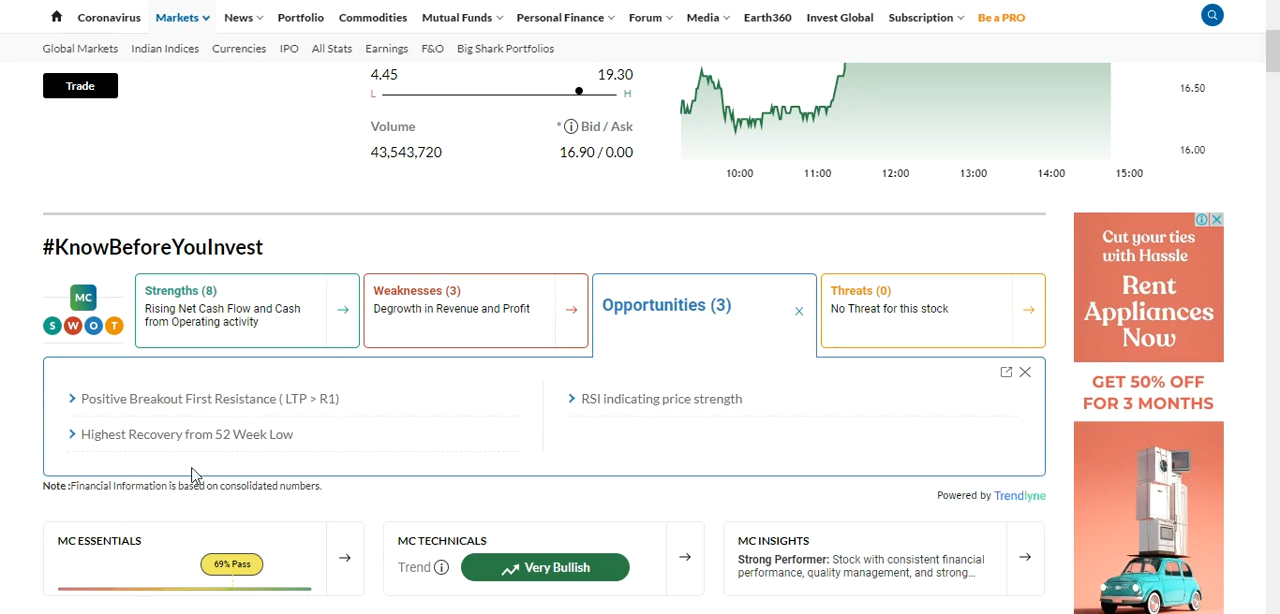 Coronavirus Markets News Portfolio Commodities Mutual Funds Personal Finance Forum Media Earth360 Invest Global Subscription Be a PRO
Global Markets Indian Indices Currencies IPO All Stats Earnings F&O Big Shark Portfolios
Trade
4.45 19.30
L H
Volume * Bid / Ask
43,543,720 16.90 / 0.00
16.50
16.00
10:00 11:00 12:00 13:00 14:00 15:00
#KnowBeforeYouInvest
MC
S W O T
Strengths (8)
Rising Net Cash Flow and Cash
from Operating activity
Weaknesses (3)
Degrowth in Revenue and Profit
Opportunities (3)
Threats (0)
No Threat for this stock
Positive Breakout First Resistance ( LTP > R1)
RSI indicating price strength
Highest Recovery from 52 Week Low
Note :Financial Information is based on consolidated numbers.
Powered by Trendlyne
MC ESSENTIALS
69% Pass
MC TECHNICALS
Trend Very Bullish
MC INSIGHTS
Strong Performer: Stock with consistent financial
performance, quality management, and strong...
Cut your ties
with Hassle
Rent
Appliances
Now
GET 50% OFF
FOR 3 MONTHS